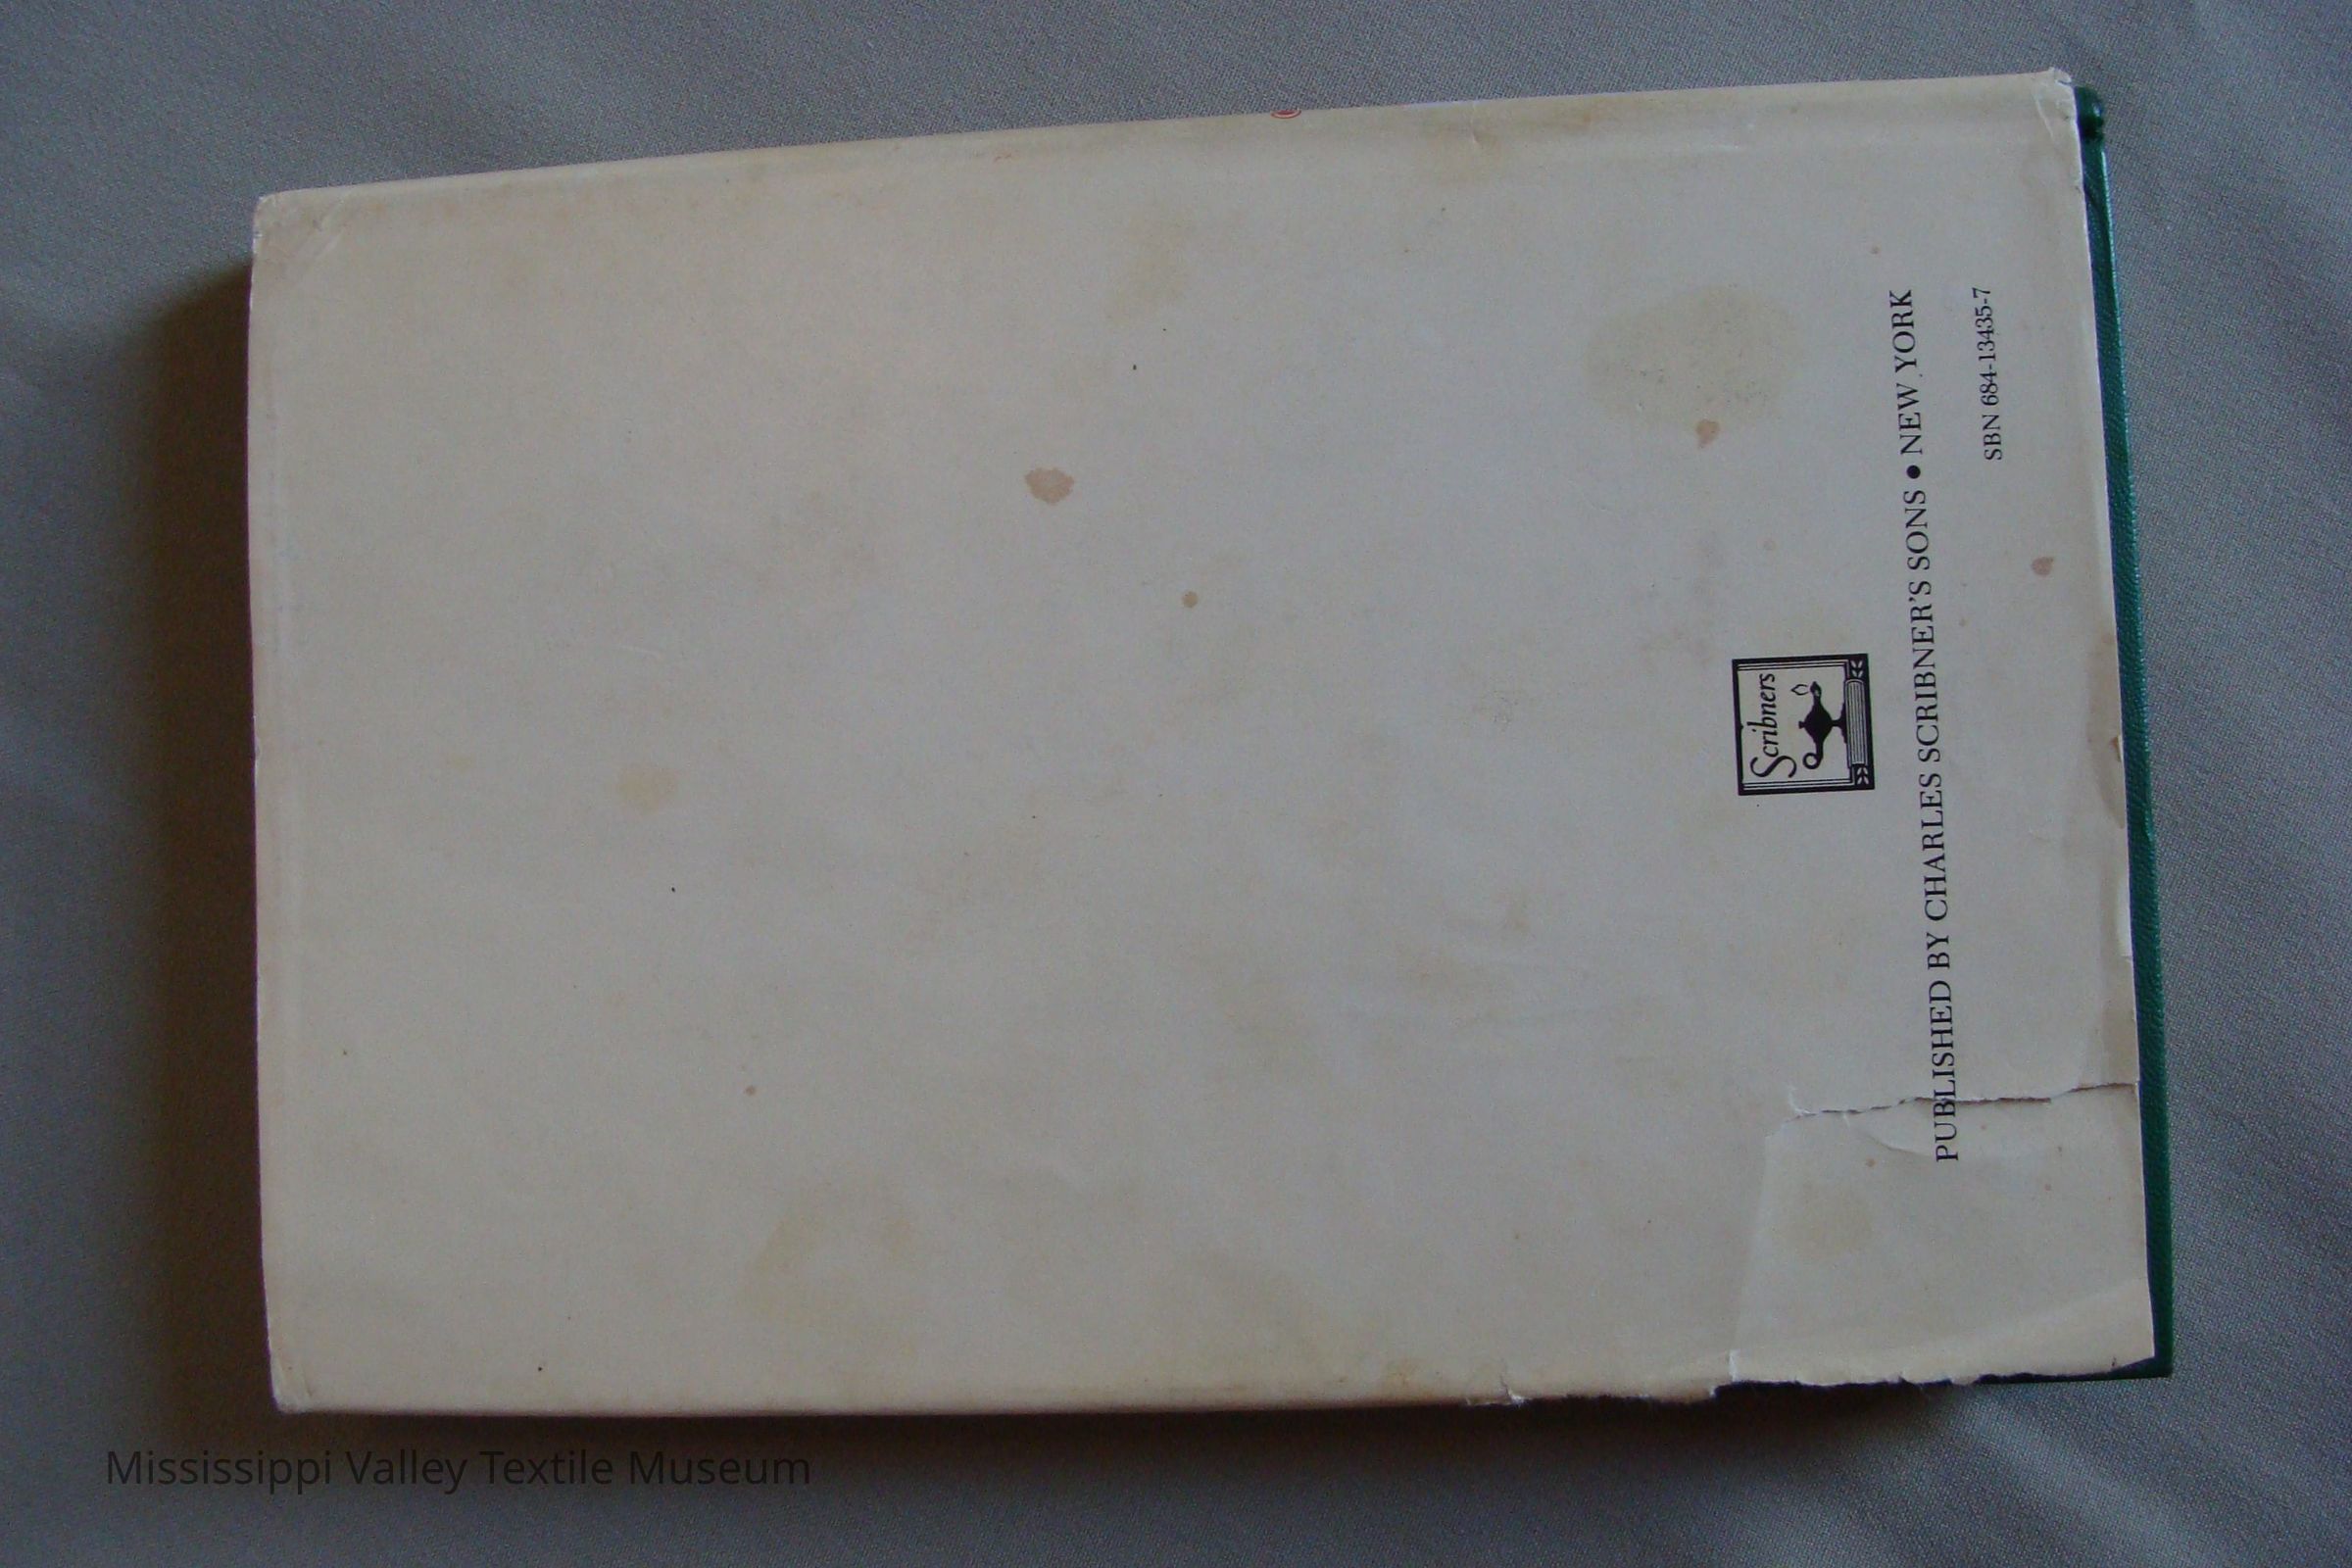 Scribners
PUBLISHED BY CHARLES SCRIBNER'S SONS • NEW YORK
SBN 684-13435-7
Mississippi Valley Textile Museum